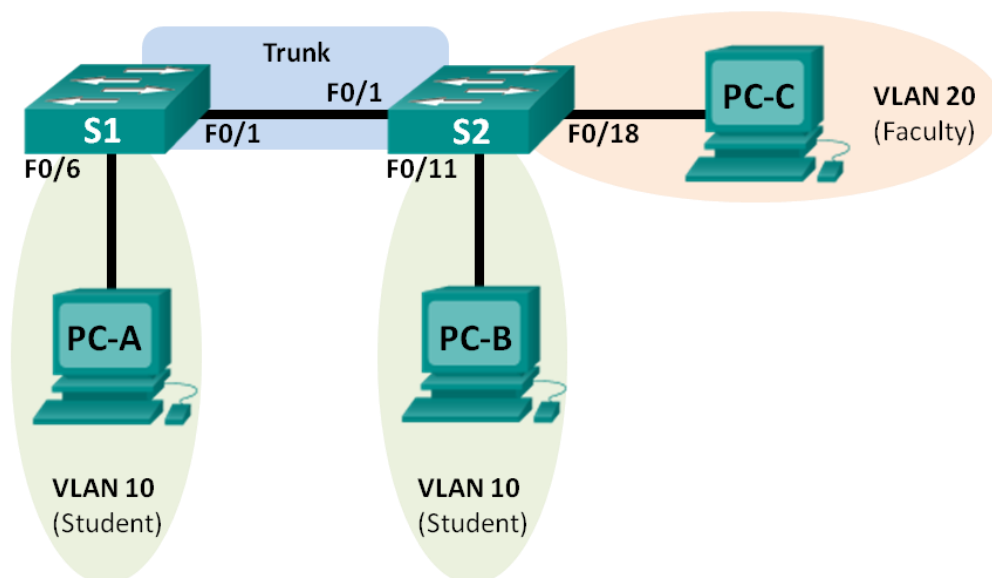 Trunk
F0/1
S1
S2
PC-C
VLAN 20
(Faculty)
F0/6
F0/1
F0/11
F0/18
PC-A
PC-B
VLAN 10
(Student)
VLAN 10
(Student)